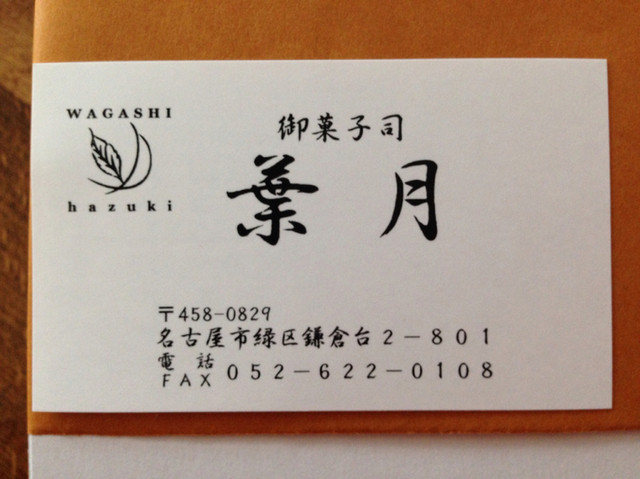 WAGASHI
hazuki
御菓子司
葉月
〒458-0829
名古屋市緑区鎌倉台2-801
電話
FAX 052-622-0108